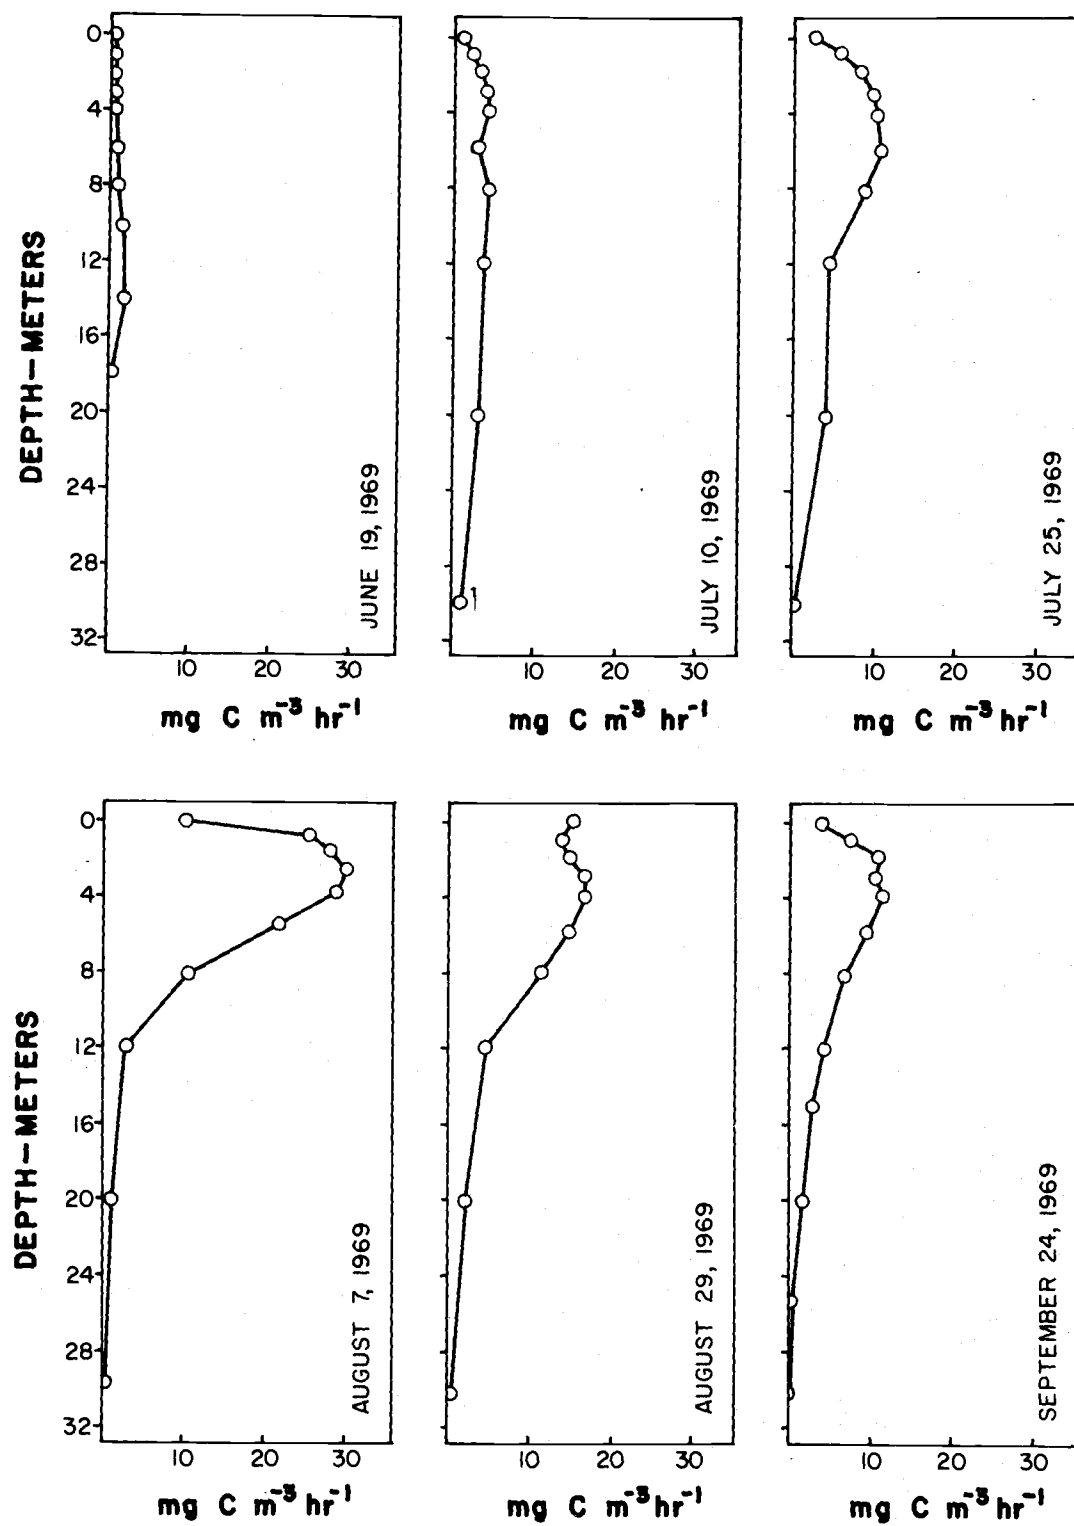 DEPTH—METERS
0
4
8
12
16
20
24
28
32
JUNE 19, 1969
10 20 30
mg C m⁻³ hr⁻¹
JULY 10, 1969
10 20 30
mg C m⁻³ hr⁻¹
JULY 25, 1969
10 20 30
mg C m⁻³ hr⁻¹
DEPTH—METERS
0
4
8
12
16
20
24
28
32
AUGUST 7, 1969
10 20 30
mg C m⁻³ hr⁻¹
AUGUST 29, 1969
10 20 30
mg C m⁻³ hr⁻¹
SEPTEMBER 24, 1969
10 20 30
mg C m⁻³ hr⁻¹